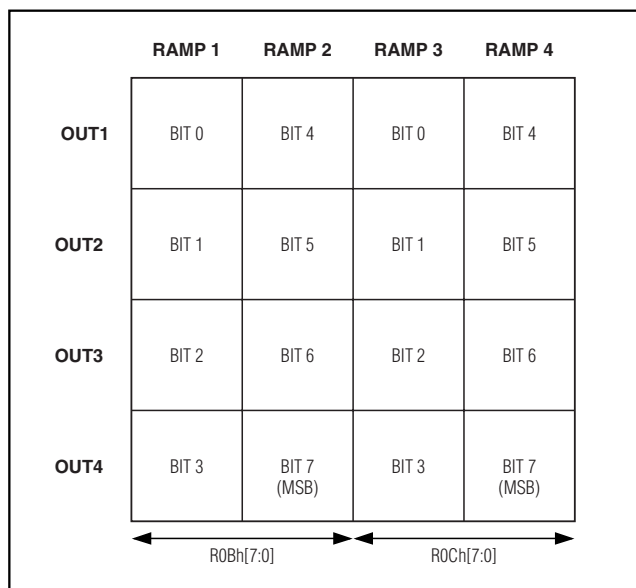 RAMP 1 RAMP 2 RAMP 3 RAMP 4
OUT1 BIT 0 BIT 4 BIT 0 BIT 4
OUT2 BIT 1 BIT 5 BIT 1 BIT 5
OUT3 BIT 2 BIT 6 BIT 2 BIT 6
OUT4 BIT 3 BIT 7 (MSB) BIT 3 BIT 7 (MSB)
R0Bh[7:0] R0Ch[7:0]